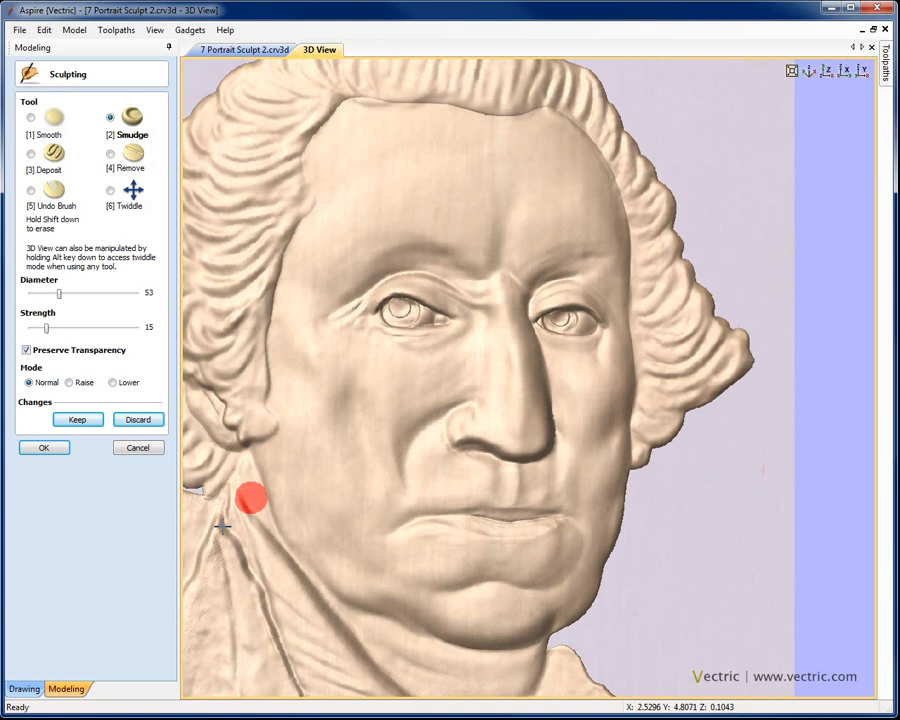 Aspire [Vectric] - [7 Portrait Sculpt 2.crv3d - 3D View]
File Edit Model Toolpaths View Gadgets Help
Modeling
7 Portrait Sculpt 2.crv3d 3D View
Toolpaths
Z X Y
Sculpting
Tool
[1] Smooth [2] Smudge
[3] Deposit [4] Remove
[5] Undo Brush [6] Twiddle
Hold Shift down
to erase
3D View can also be manipulated by
holding Alt key down to access twiddle
mode when using any tool.
Diameter
53
Strength
15
Preserve Transparency
Mode
Normal Raise Lower
Changes
Keep Discard
OK Cancel
Vectric | www.vectric.com
Drawing Modeling
Ready X: 2.5296 Y: 4.8071 Z: 0.1043